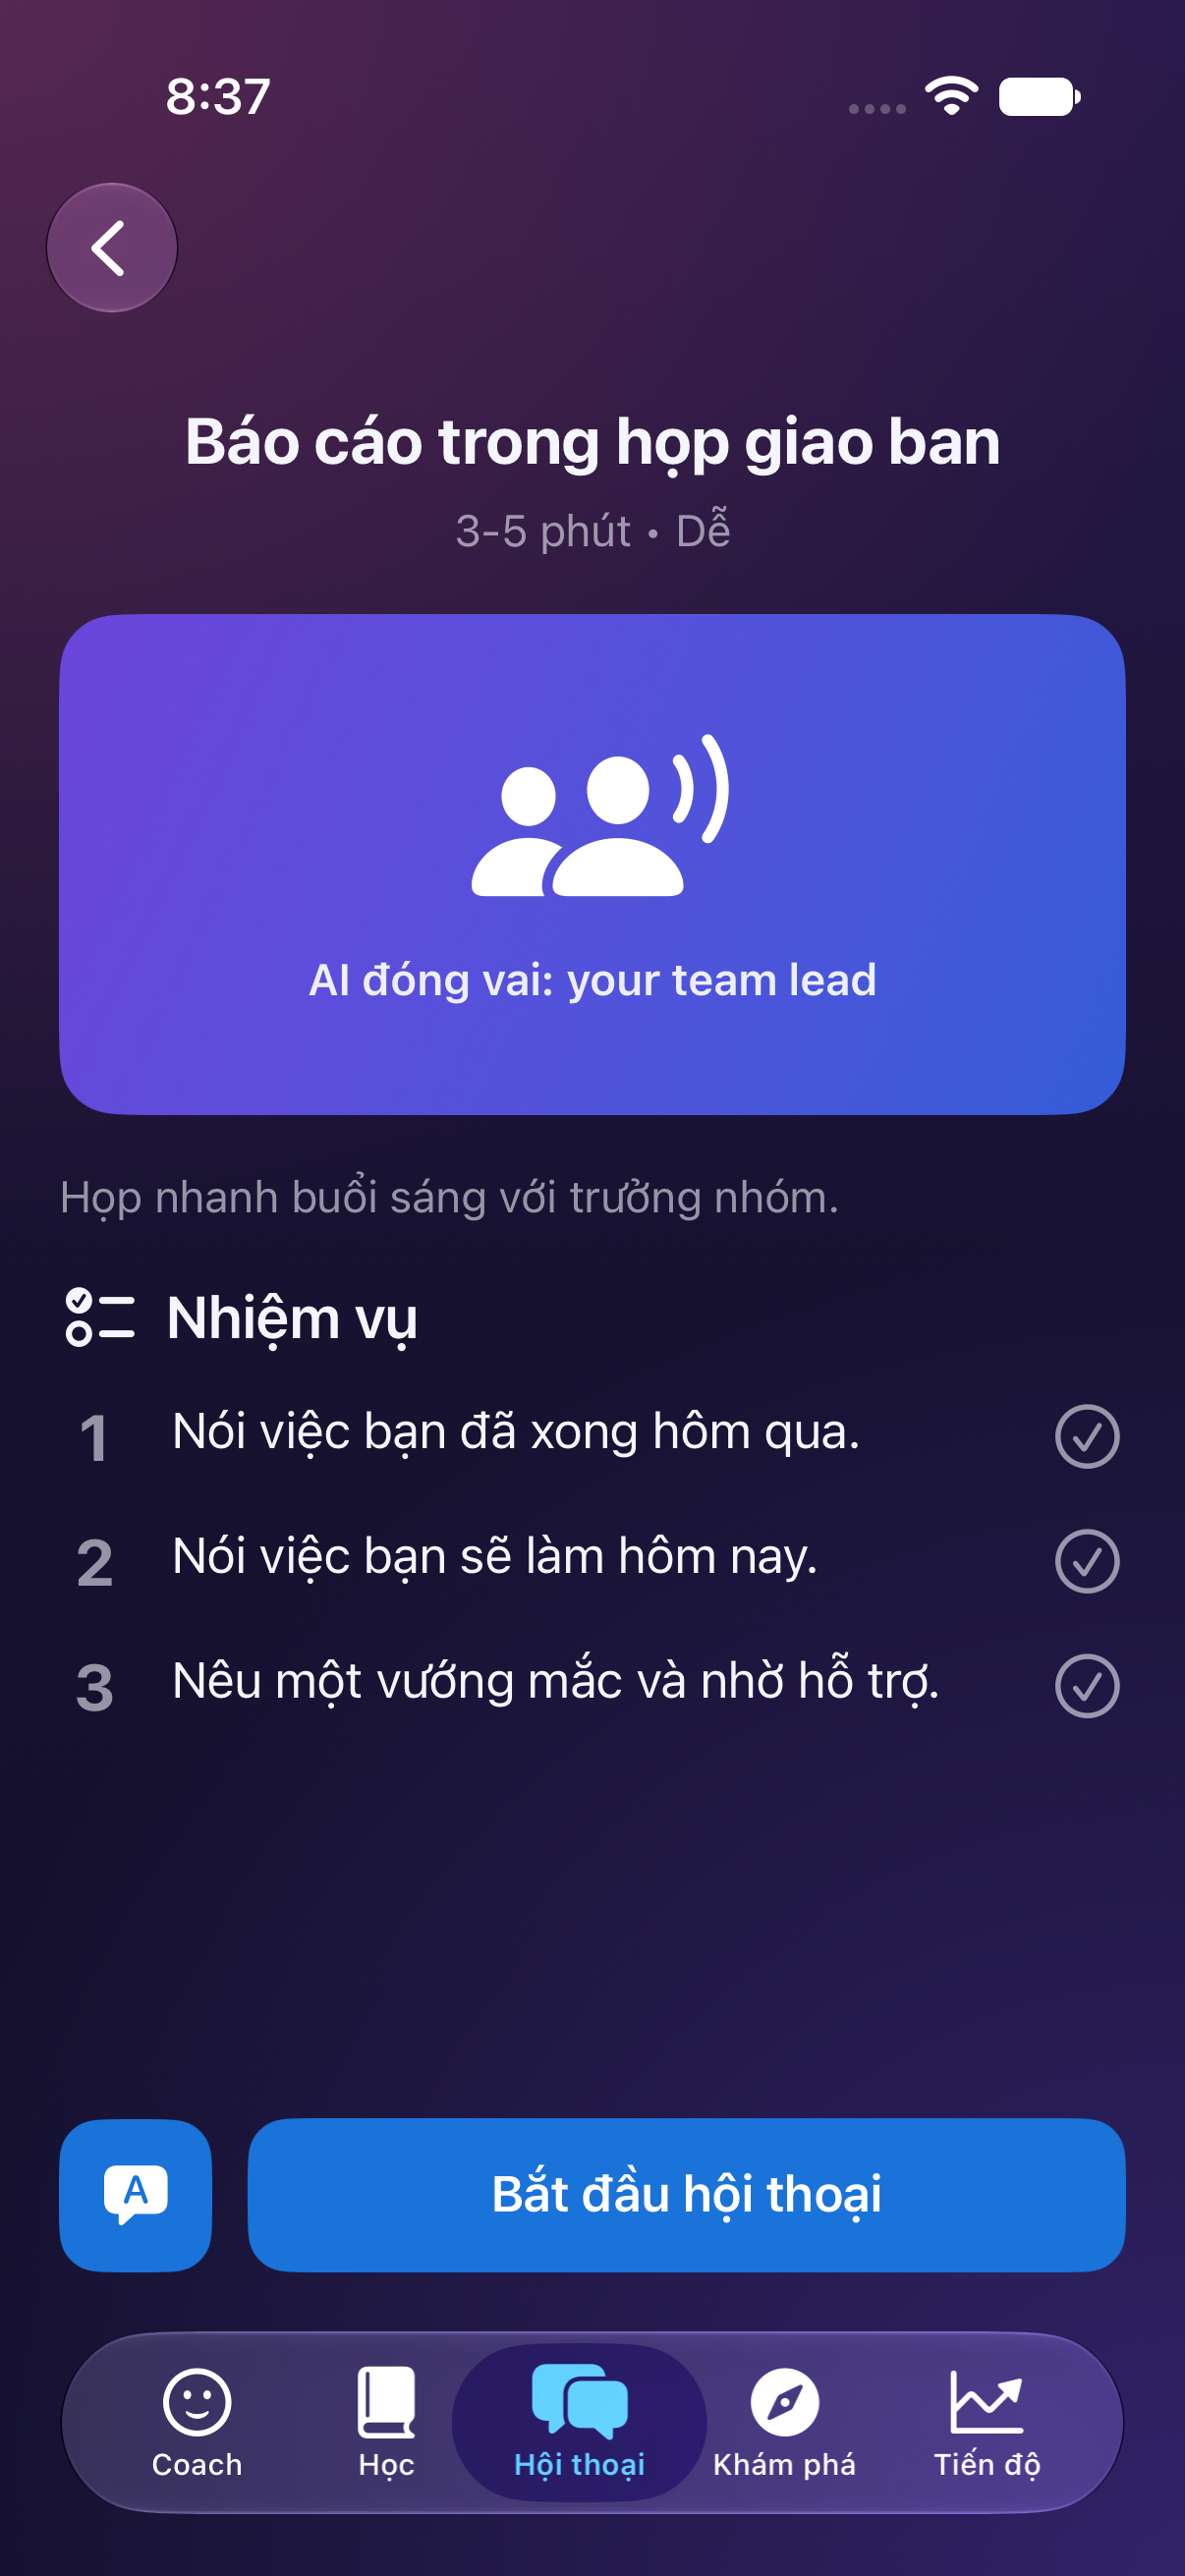 8:37
Báo cáo trong họp giao ban
3-5 phút • Dễ
AI đóng vai: your team lead
Họp nhanh buổi sáng với trưởng nhóm.
Nhiệm vụ
1 Nói việc bạn đã xong hôm qua.
2 Nói việc bạn sẽ làm hôm nay.
3 Nêu một vướng mắc và nhờ hỗ trợ.
A Bắt đầu hội thoại
Coach Học Hội thoại Khám phá Tiến độ